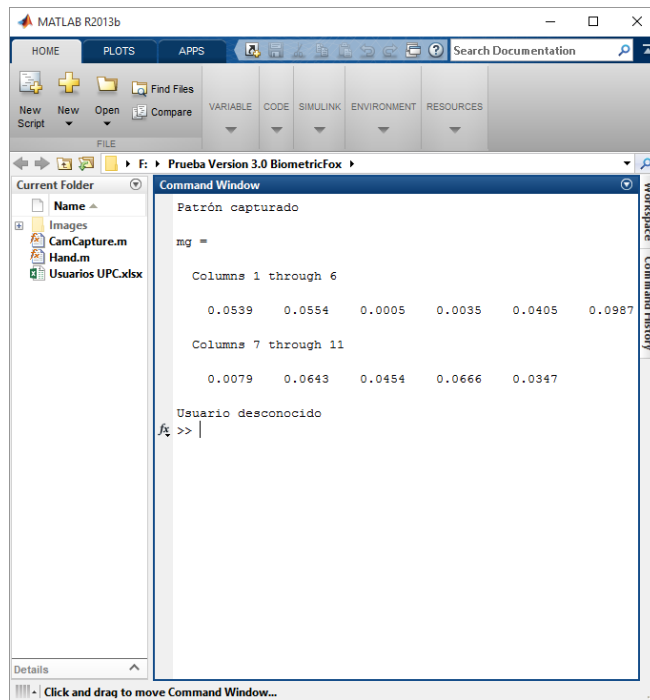 MATLAB R2013b
HOME PLOTS APPS Search Documentation
New Script New Open Find Files Compare
VARIABLE CODE SIMULINK ENVIRONMENT RESOURCES
FILE
F: Prueba Version 3.0 BiometricFox
Current Folder
Name
Images
CamCapture.m
Hand.m
Usuarios UPC.xlsx
Details
Command Window
Patrón capturado
mg =
Columns 1 through 6
0.0539 0.0554 0.0005 0.0035 0.0405 0.0987
Columns 7 through 11
0.0079 0.0643 0.0454 0.0666 0.0347
Usuario desconocido
fx >>
Workspace
Command History
Click and drag to move Command Window...